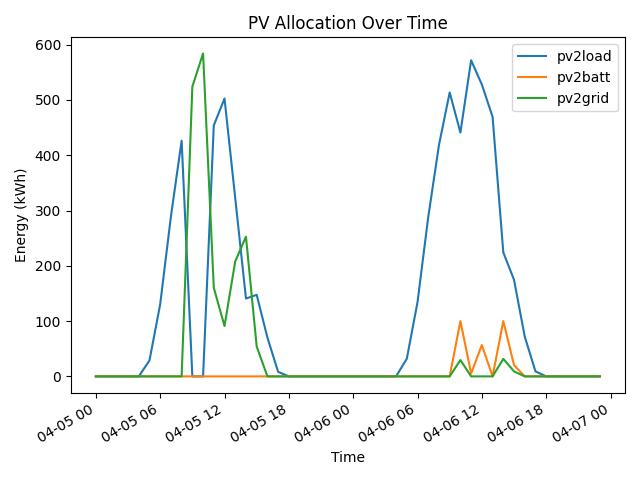 PV Allocation Over Time
600
500
400
300
200
100
0
Energy (kWh)
pv2load
pv2batt
pv2grid
04-05 00
04-05 06
04-05 12
04-05 18
04-06 00
04-06 06
04-06 12
04-06 18
04-07 00
Time